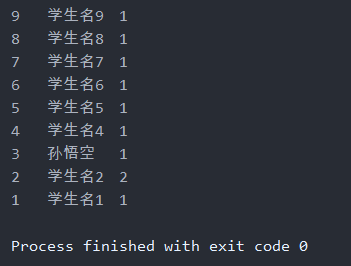 9 学生名9 1
8 学生名8 1
7 学生名7 1
6 学生名6 1
5 学生名5 1
4 学生名4 1
3 孙悟空 1
2 学生名2 2
1 学生名1 1
Process finished with exit code 0